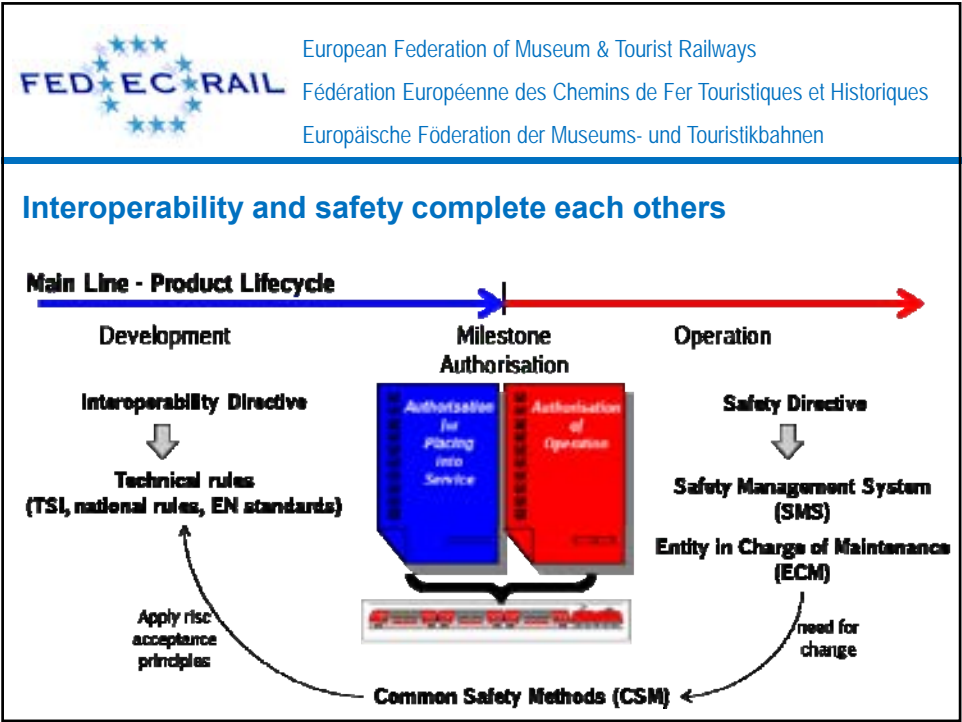 FEDECRAIL
European Federation of Museum & Tourist Railways
Fédération Européenne des Chemins de Fer Touristiques et Historiques
Europäische Föderation der Museums- und Touristikbahnen
Interoperability and safety complete each others
Main Line - Product Lifecycle
Development
Milestone
Authorisation
Operation
Interoperability Directive
Technical rules
(TSI, national rules, EN standards)
Authorisation
for
Placing
into
Service
Authorisation
of
Operation
Safety Directive
Safety Management System
(SMS)
Entity in Charge of Maintenance
(ECM)
Apply risc
acceptance
principles
need for
change
Common Safety Methods (CSM)